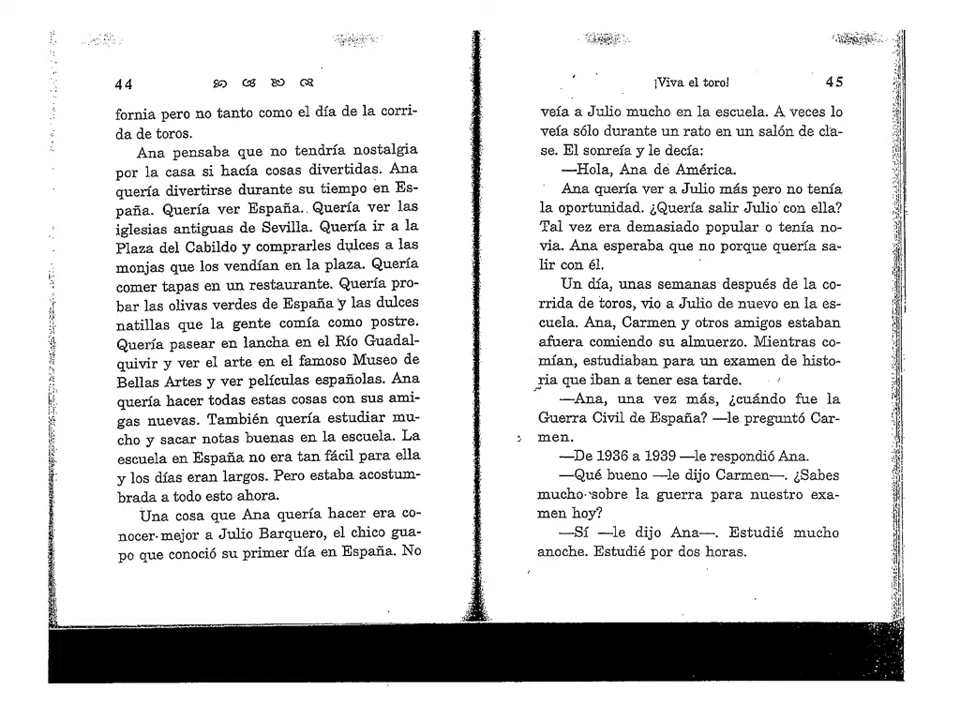 44
fornia pero no tanto como el día de la corri-
da de toros.
Ana pensaba que no tendría nostalgia
por la casa si hacía cosas divertidas. Ana
quería divertirse durante su tiempo en Es-
paña. Quería ver España. Quería ver las
iglesias antiguas de Sevilla. Quería ir a la
Plaza del Cabildo y comprarles dulces a las
monjas que los vendían en la plaza. Quería
comer tapas en un restaurante. Quería pro-
bar las olivas verdes de España y las dulces
natillas que la gente comía como postre.
Quería pasear en lancha en el Río Guadal-
quivir y ver el arte en el famoso Museo de
Bellas Artes y ver películas españolas. Ana
quería hacer todas estas cosas con sus ami-
gas nuevas. También quería estudiar mu-
cho y sacar notas buenas en la escuela. La
escuela en España no era tan fácil para ella
y los días eran largos. Pero estaba acostum-
brada a todo esto ahora.
Una cosa que Ana quería hacer era co-
nocer mejor a Julio Barquero, el chico gua-
po que conoció su primer día en España. No
¡Viva el toro! 45
veía a Julio mucho en la escuela. A veces lo
veía sólo durante un rato en un salón de cla-
se. El sonreía y le decía:
—Hola, Ana de América.
Ana quería ver a Julio más pero no tenía
la oportunidad. ¿Quería salir Julio con ella?
Tal vez era demasiado popular o tenía no-
via. Ana esperaba que no porque quería sa-
lir con él.
Un día, unas semanas después de la co-
rrida de toros, vio a Julio de nuevo en la es-
cuela. Ana, Carmen y otros amigos estaban
afuera comiendo su almuerzo. Mientras co-
mían, estudiaban para un examen de histo-
ria que iban a tener esa tarde.
—Ana, una vez más, ¿cuándo fue la
Guerra Civil de España? —le preguntó Car-
men.
—De 1936 a 1939 —le respondió Ana.
—Qué bueno —le dijo Carmen—. ¿Sabes
mucho sobre la guerra para nuestro exa-
men hoy?
—Sí —le dijo Ana—. Estudié mucho
anoche. Estudié por dos horas.